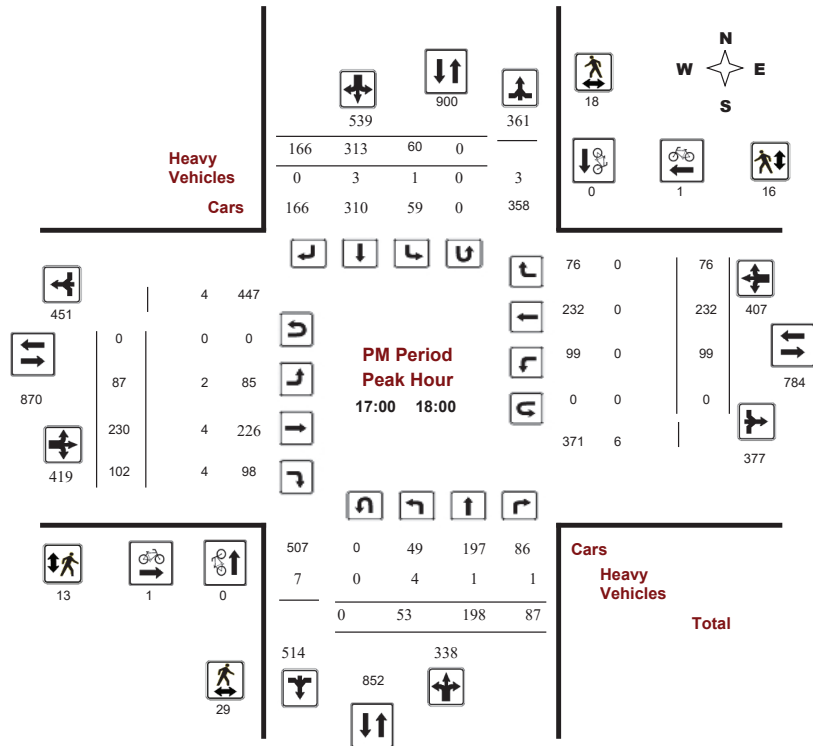 N
W E
S
900
18
539 361
166 313 60 0
Heavy
Vehicles
0 3 1 0 3
Cars
166 310 59 0 358
0 1 16
451
4 447
0 0 0
87 2 85
870
230 4 226
419
102 4 98
PM Period
Peak Hour
17:00 18:00
76 0 76
232 0 232
407
99 0 99
784
0 0 0
371 6
377
507 0 49 197 86
Cars
7 0 4 1 1
Heavy
Vehicles
0 53 198 87
Total
13 1 0
514 338
852
29